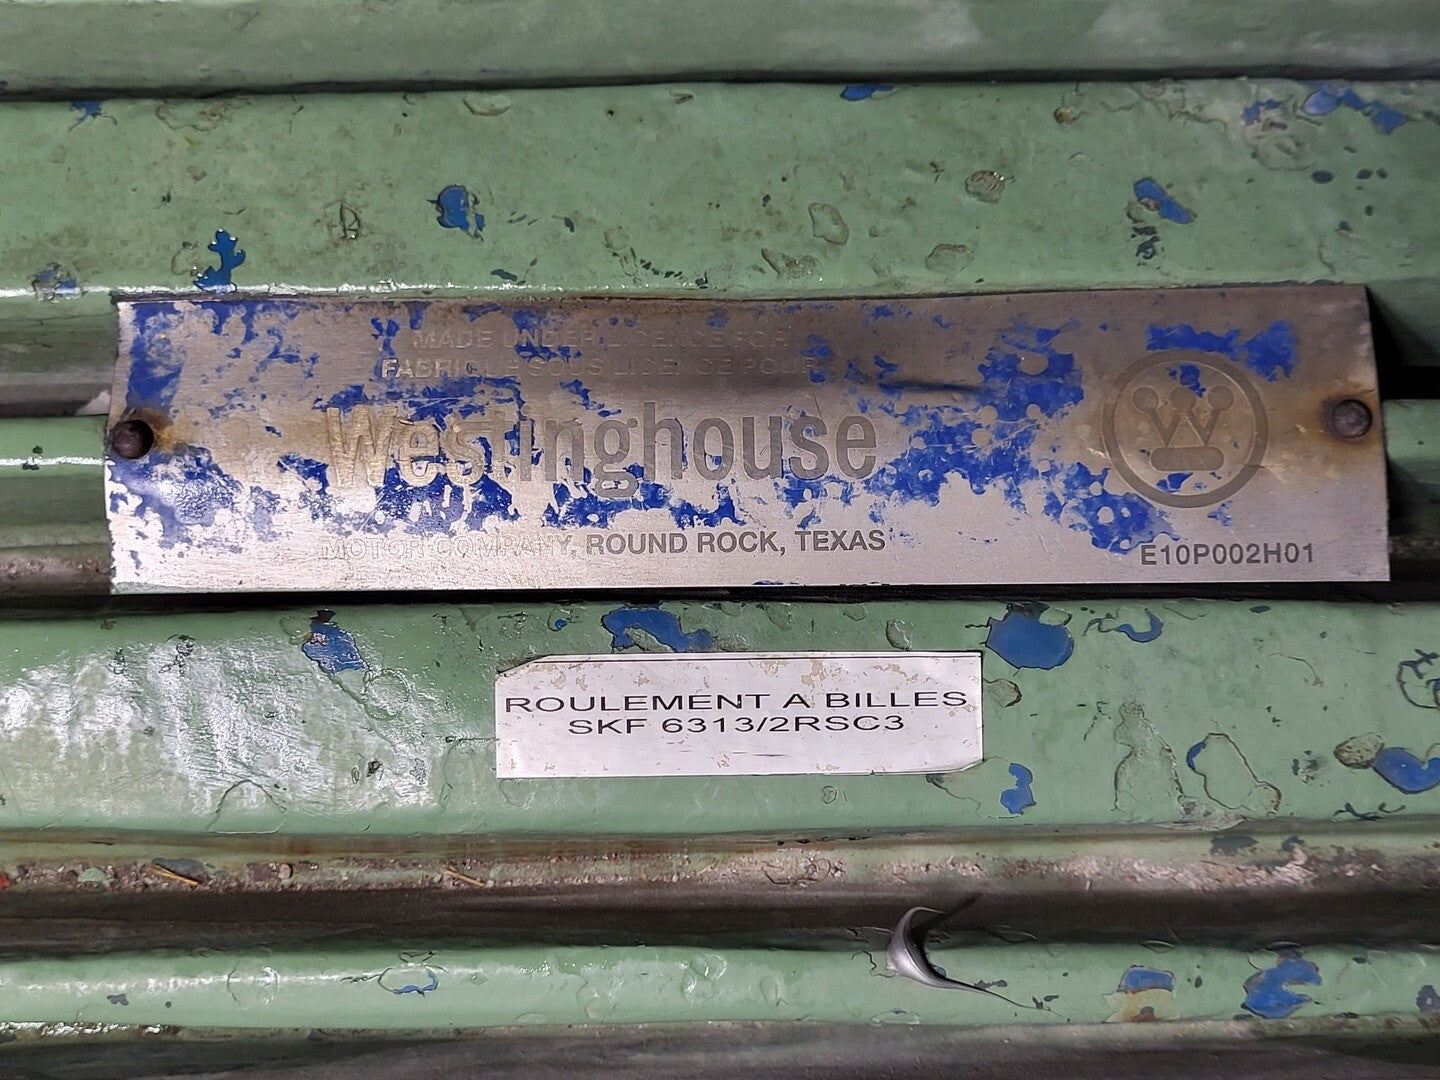 MADE UNDER LICENCE FOR
FABRIQUE SOUS LICENCE POUR
Westinghouse
W
MOTOR COMPANY, ROUND ROCK, TEXAS
E10P002H01
ROULEMENT A BILLES
SKF 6313/2RSC3